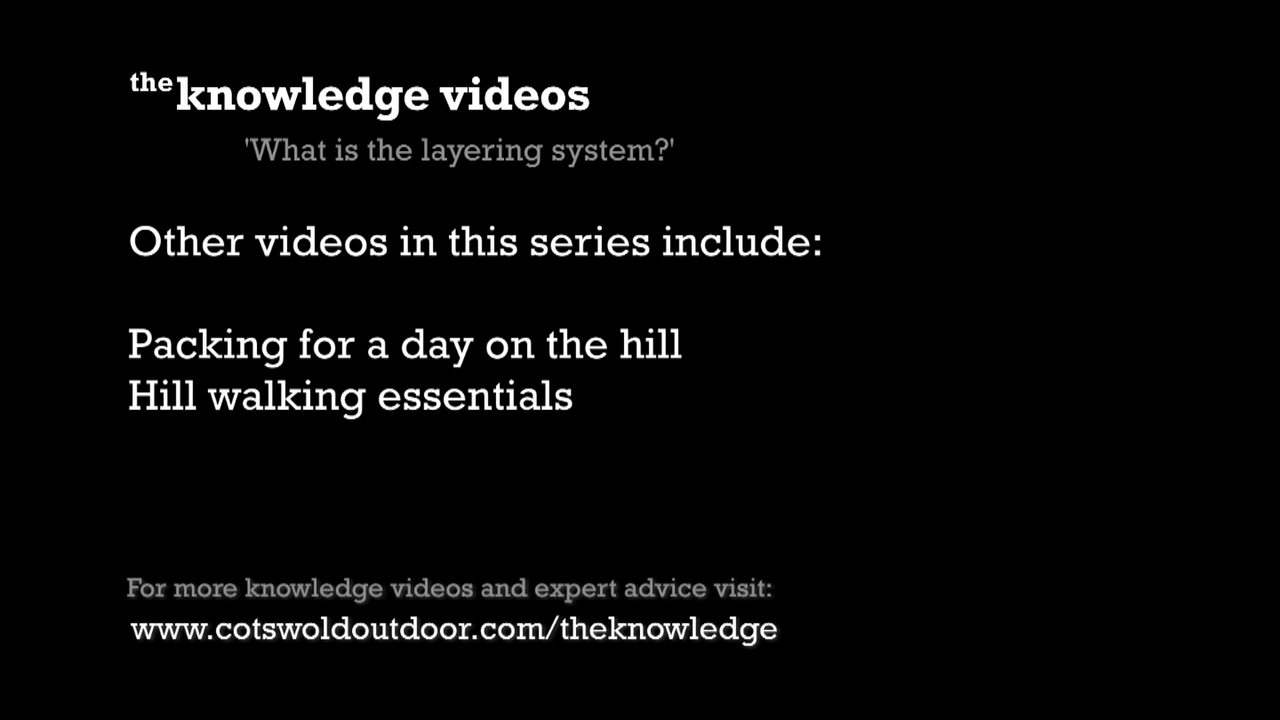 the knowledge videos
'What is the layering system?'
Other videos in this series include:
Packing for a day on the hill
Hill walking essentials
For more knowledge videos and expert advice visit:
www.cotswoldoutdoor.com/theknowledge